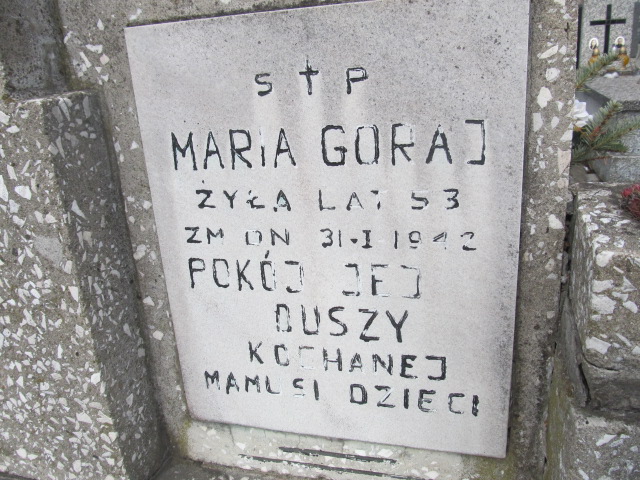 S † P
MARIA GORAJ
ŻYŁA LAT 53
ZM DN 31-I 1942
POKÓJ JEJ
DUSZY
KOCHANEJ
MAMUSI DZIECI